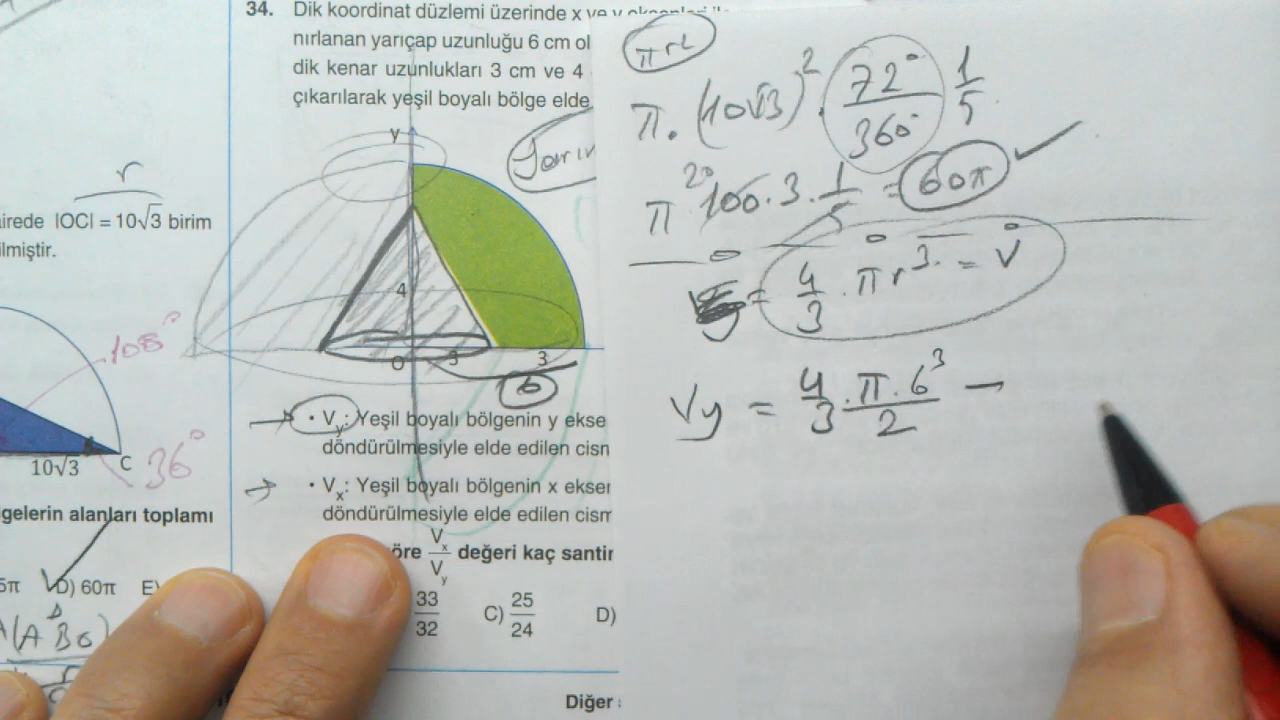 34. Dik koordinat düzlemi üzerinde x ve y eksenleri
nırlanan yarıçap uzunluğu 6 cm ol
dik kenar uzunlukları 3 cm ve 4
çıkarılarak yeşil boyalı bölge elde
y
4
O
3
3
6
• Vy: Yeşil boyalı bölgenin y ekse
döndürülmesiyle elde edilen cisn
• Vx: Yeşil boyalı bölgenin x ekser
döndürülmesiyle elde edilen cism
öre Vx/Vy değeri kaç santir
33/32 C) 25/24 D)
Diğer
r
irede |OC| = 10√3 birim
ilmiştir.
108°
10√3 C 36°
gelerin alanları toplamı
5π D) 60π E)
πr²
π.(10√3)². 72°/360° 1/5
π 20 100.3.1/5 = 60π
= 4/3.πr³ = V
Vy = 4/3.π.6³/2 −